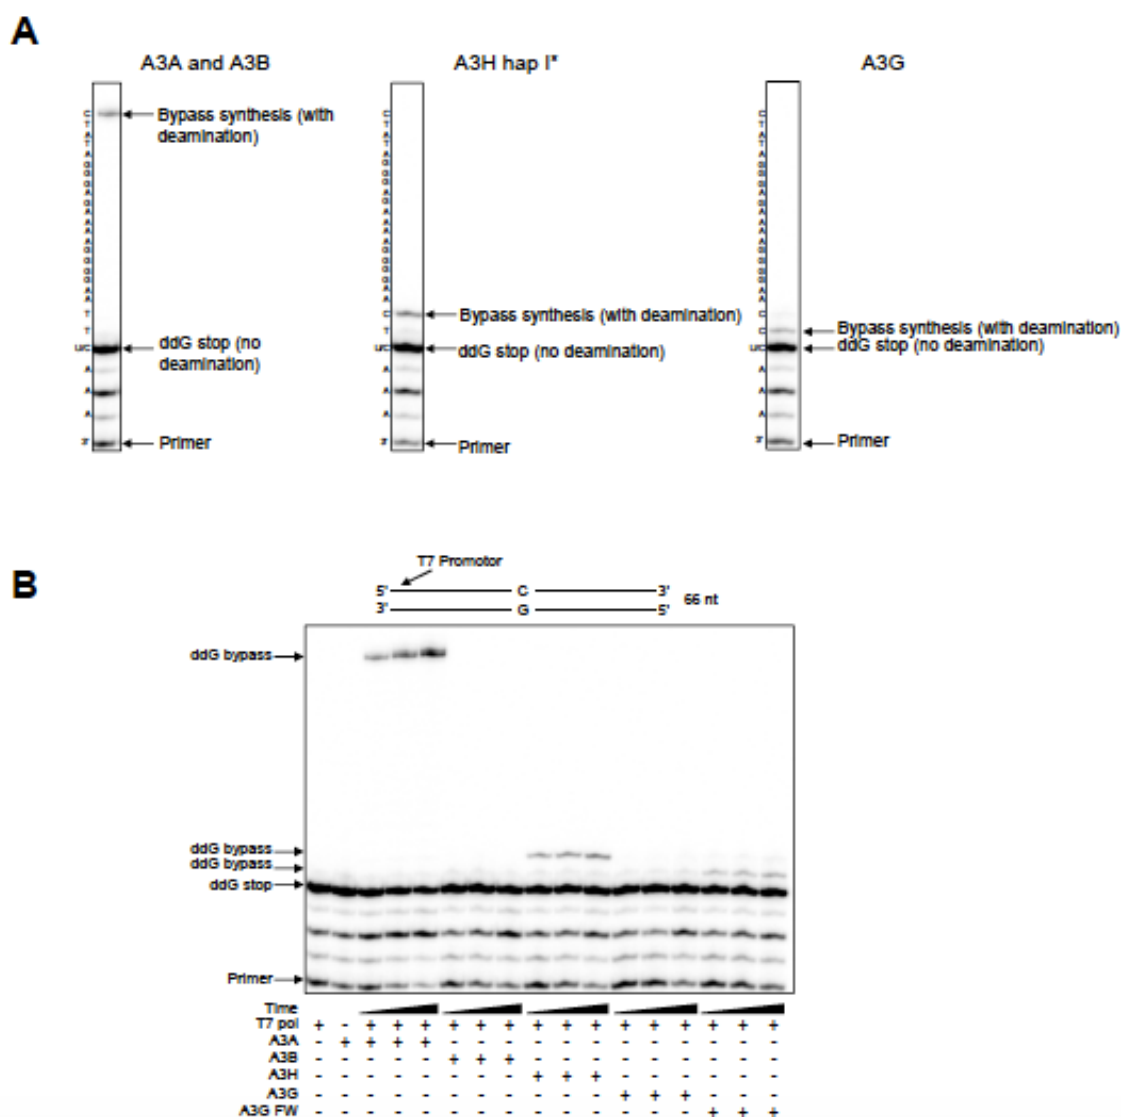 A
A3A and A3B
A3H hap I*
A3G
Bypass synthesis (with
deamination)
ddG stop (no
deamination)
Primer
Bypass synthesis (with deamination)
ddG stop (no deamination)
Primer
Bypass synthesis (with deamination)
ddG stop (no deamination)
Primer
B
T7 Promotor
5' C 3'
3' G 5'
66 nt
ddG bypass
ddG bypass
ddG bypass
ddG stop
Primer
Time
T7 pol + - + + + + + + + + + + + + + + +
A3A - + + + + - - - - - - - - - - - -
A3B - - - - - + + + - - - - - - - - -
A3H - - - - - - - - + + + - - - - - -
A3G - - - - - - - - - - - + + + - - -
A3G FW - - - - - - - - - - - - - - + + +